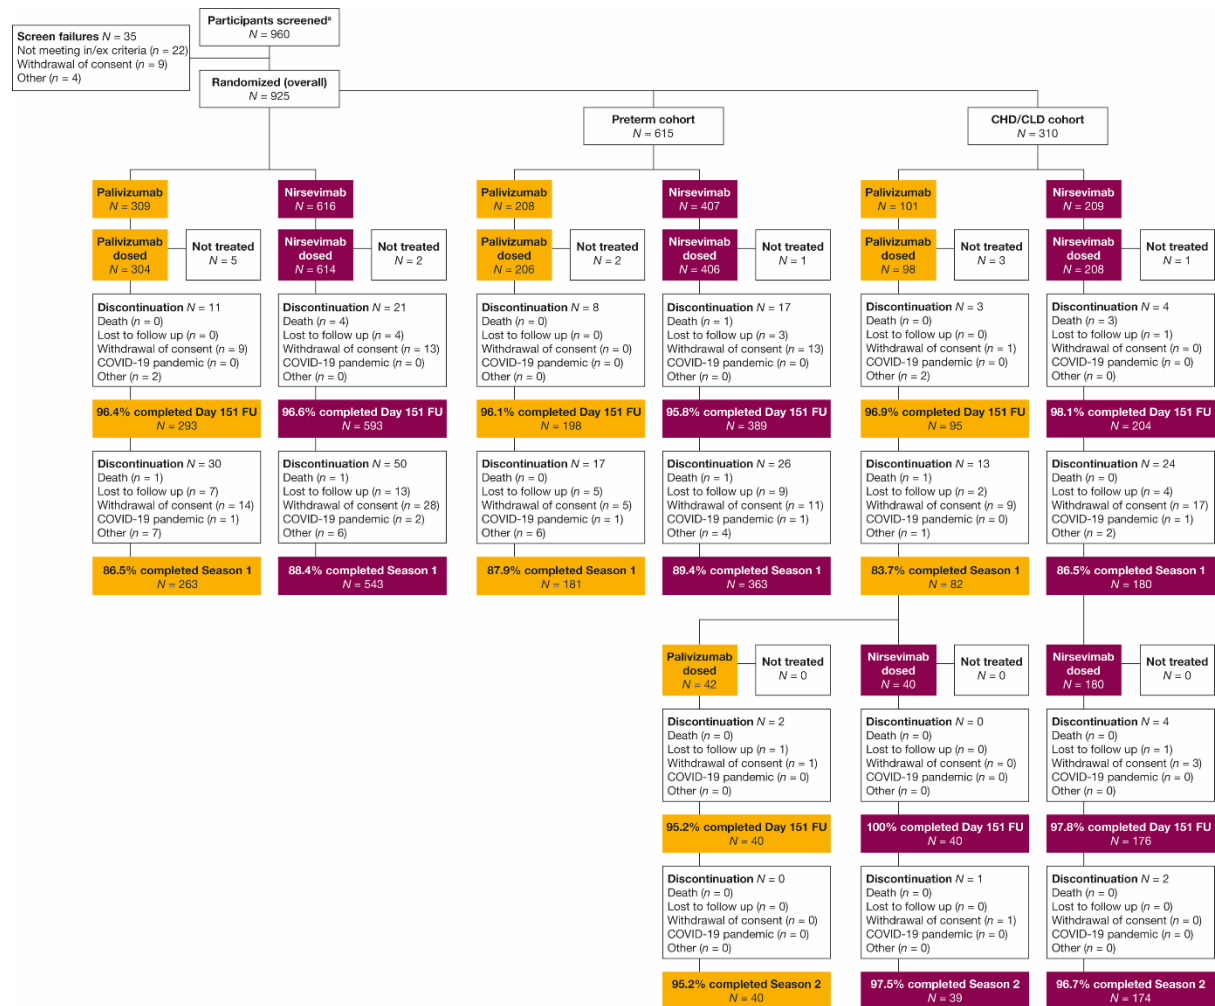 Participants screenedª
N = 960
Screen failures N = 35
Not meeting in/ex criteria (n = 22)
Withdrawal of consent (n = 9)
Other (n = 4)
Randomized (overall)
N = 925
Preterm cohort
N = 615
CHD/CLD cohort
N = 310
Palivizumab
N = 309
Nirsevimab
N = 616
Palivizumab
N = 208
Nirsevimab
N = 407
Palivizumab
N = 101
Nirsevimab
N = 209
Palivizumab
dosed
N = 304
Not treated
N = 5
Nirsevimab
dosed
N = 614
Not treated
N = 2
Palivizumab
dosed
N = 206
Not treated
N = 2
Nirsevimab
dosed
N = 406
Not treated
N = 1
Palivizumab
dosed
N = 98
Not treated
N = 3
Nirsevimab
dosed
N = 208
Not treated
N = 1
Discontinuation N = 11
Death (n = 0)
Lost to follow up (n = 0)
Withdrawal of consent (n = 9)
COVID-19 pandemic (n = 0)
Other (n = 2)
Discontinuation N = 21
Death (n = 4)
Lost to follow up (n = 4)
Withdrawal of consent (n = 13)
COVID-19 pandemic (n = 0)
Other (n = 0)
Discontinuation N = 8
Death (n = 0)
Lost to follow up (n = 0)
Withdrawal of consent (n = 0)
COVID-19 pandemic (n = 0)
Other (n = 0)
Discontinuation N = 17
Death (n = 1)
Lost to follow up (n = 3)
Withdrawal of consent (n = 13)
COVID-19 pandemic (n = 0)
Other (n = 0)
Discontinuation N = 3
Death (n = 0)
Lost to follow up (n = 0)
Withdrawal of consent (n = 1)
COVID-19 pandemic (n = 0)
Other (n = 2)
Discontinuation N = 4
Death (n = 3)
Lost to follow up (n = 1)
Withdrawal of consent (n = 0)
COVID-19 pandemic (n = 0)
Other (n = 0)
96.4% completed Day 151 FU
N = 293
96.6% completed Day 151 FU
N = 593
96.1% completed Day 151 FU
N = 198
95.8% completed Day 151 FU
N = 389
96.9% completed Day 151 FU
N = 95
98.1% completed Day 151 FU
N = 204
Discontinuation N = 30
Death (n = 1)
Lost to follow up (n = 7)
Withdrawal of consent (n = 14)
COVID-19 pandemic (n = 1)
Other (n = 7)
Discontinuation N = 50
Death (n = 1)
Lost to follow up (n = 13)
Withdrawal of consent (n = 28)
COVID-19 pandemic (n = 2)
Other (n = 6)
Discontinuation N = 17
Death (n = 0)
Lost to follow up (n = 5)
Withdrawal of consent (n = 5)
COVID-19 pandemic (n = 1)
Other (n = 6)
Discontinuation N = 26
Death (n = 1)
Lost to follow up (n = 9)
Withdrawal of consent (n = 11)
COVID-19 pandemic (n = 1)
Other (n = 4)
Discontinuation N = 13
Death (n = 1)
Lost to follow up (n = 2)
Withdrawal of consent (n = 9)
COVID-19 pandemic (n = 0)
Other (n = 1)
Discontinuation N = 24
Death (n = 0)
Lost to follow up (n = 4)
Withdrawal of consent (n = 17)
COVID-19 pandemic (n = 1)
Other (n = 2)
86.5% completed Season 1
N = 263
88.4% completed Season 1
N = 543
87.9% completed Season 1
N = 181
89.4% completed Season 1
N = 363
83.7% completed Season 1
N = 82
86.5% completed Season 1
N = 180
Palivizumab
dosed
N = 42
Not treated
N = 0
Nirsevimab
dosed
N = 40
Not treated
N = 0
Nirsevimab
dosed
N = 180
Not treated
N = 0
Discontinuation N = 2
Death (n = 0)
Lost to follow up (n = 1)
Withdrawal of consent (n = 1)
COVID-19 pandemic (n = 0)
Other (n = 0)
Discontinuation N = 0
Death (n = 0)
Lost to follow up (n = 0)
Withdrawal of consent (n = 0)
COVID-19 pandemic (n = 0)
Other (n = 0)
Discontinuation N = 4
Death (n = 0)
Lost to follow up (n = 1)
Withdrawal of consent (n = 3)
COVID-19 pandemic (n = 0)
Other (n = 0)
95.2% completed Day 151 FU
N = 40
100% completed Day 151 FU
N = 40
97.8% completed Day 151 FU
N = 176
Discontinuation N = 0
Death (n = 0)
Lost to follow up (n = 0)
Withdrawal of consent (n = 0)
COVID-19 pandemic (n = 0)
Other (n = 0)
Discontinuation N = 1
Death (n = 0)
Lost to follow up (n = 0)
Withdrawal of consent (n = 1)
COVID-19 pandemic (n = 0)
Other (n = 0)
Discontinuation N = 2
Death (n = 0)
Lost to follow up (n = 0)
Withdrawal of consent (n = 0)
COVID-19 pandemic (n = 0)
Other (n = 0)
95.2% completed Season 2
N = 40
97.5% completed Season 2
N = 39
96.7% completed Season 2
N = 174